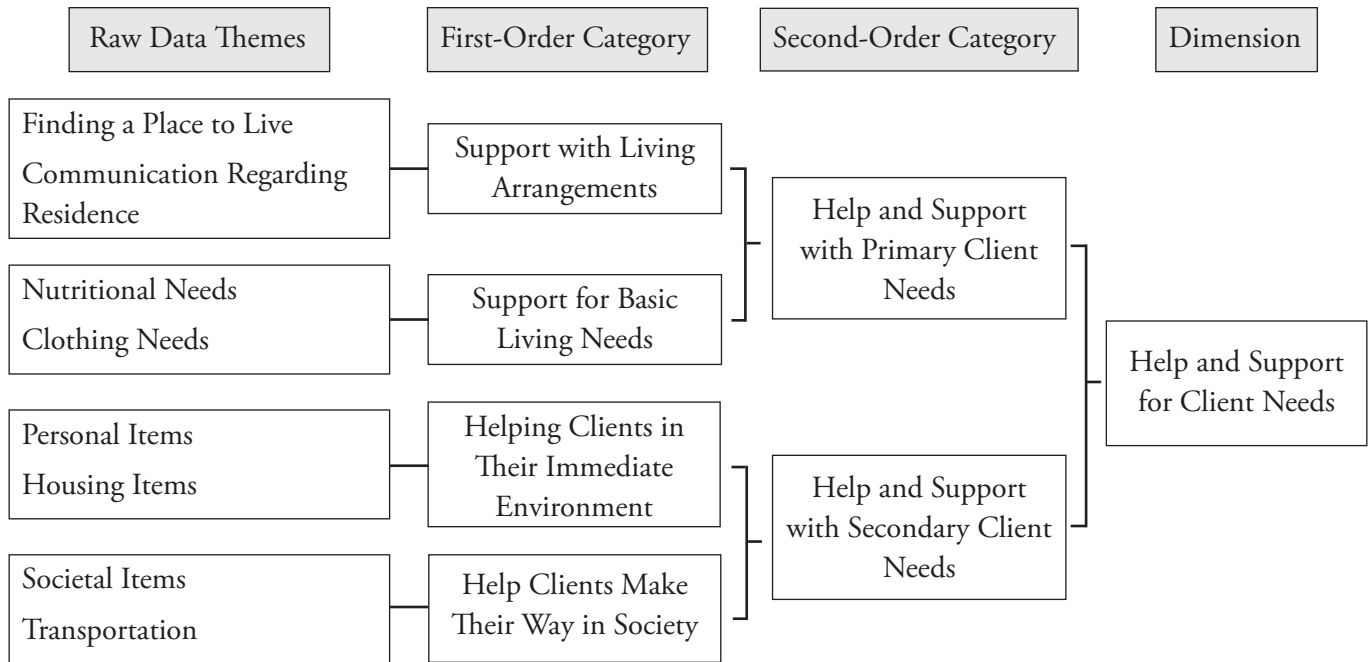 Raw Data Themes
First-Order Category
Second-Order Category
Dimension
Finding a Place to Live
Communication Regarding
Residence
Support with Living
Arrangements
Nutritional Needs
Clothing Needs
Support for Basic
Living Needs
Help and Support
with Primary Client
Needs
Personal Items
Housing Items
Helping Clients in
Their Immediate
Environment
Societal Items
Transportation
Help Clients Make
Their Way in Society
Help and Support
with Secondary Client
Needs
Help and Support
for Client Needs